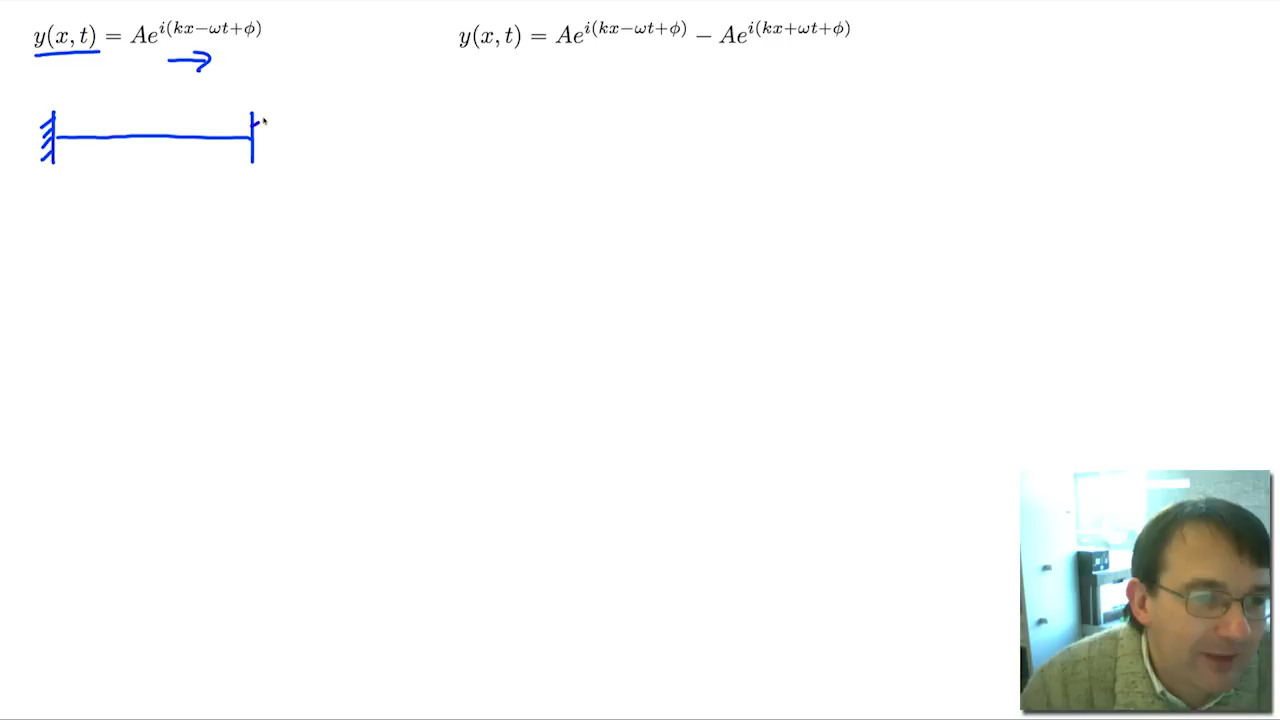 y(x, t) = Ae^{i(kx−ωt+ϕ)}
y(x, t) = Ae^{i(kx−ωt+ϕ)} − Ae^{i(kx+ωt+ϕ)}